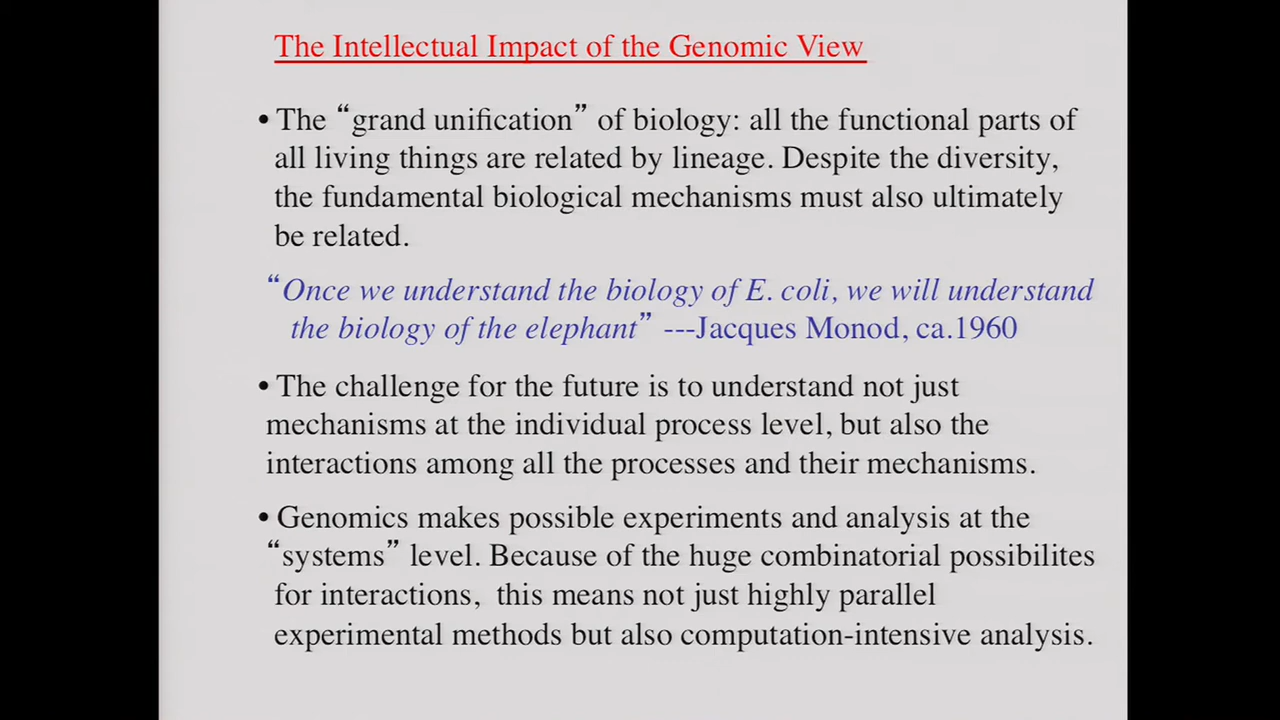 The Intellectual Impact of the Genomic View
• The “grand unification” of biology: all the functional parts of
all living things are related by lineage. Despite the diversity,
the fundamental biological mechanisms must also ultimately
be related.
“Once we understand the biology of E. coli, we will understand
the biology of the elephant” ---Jacques Monod, ca.1960
• The challenge for the future is to understand not just
mechanisms at the individual process level, but also the
interactions among all the processes and their mechanisms.
• Genomics makes possible experiments and analysis at the
“systems” level. Because of the huge combinatorial possibilites
for interactions, this means not just highly parallel
experimental methods but also computation-intensive analysis.